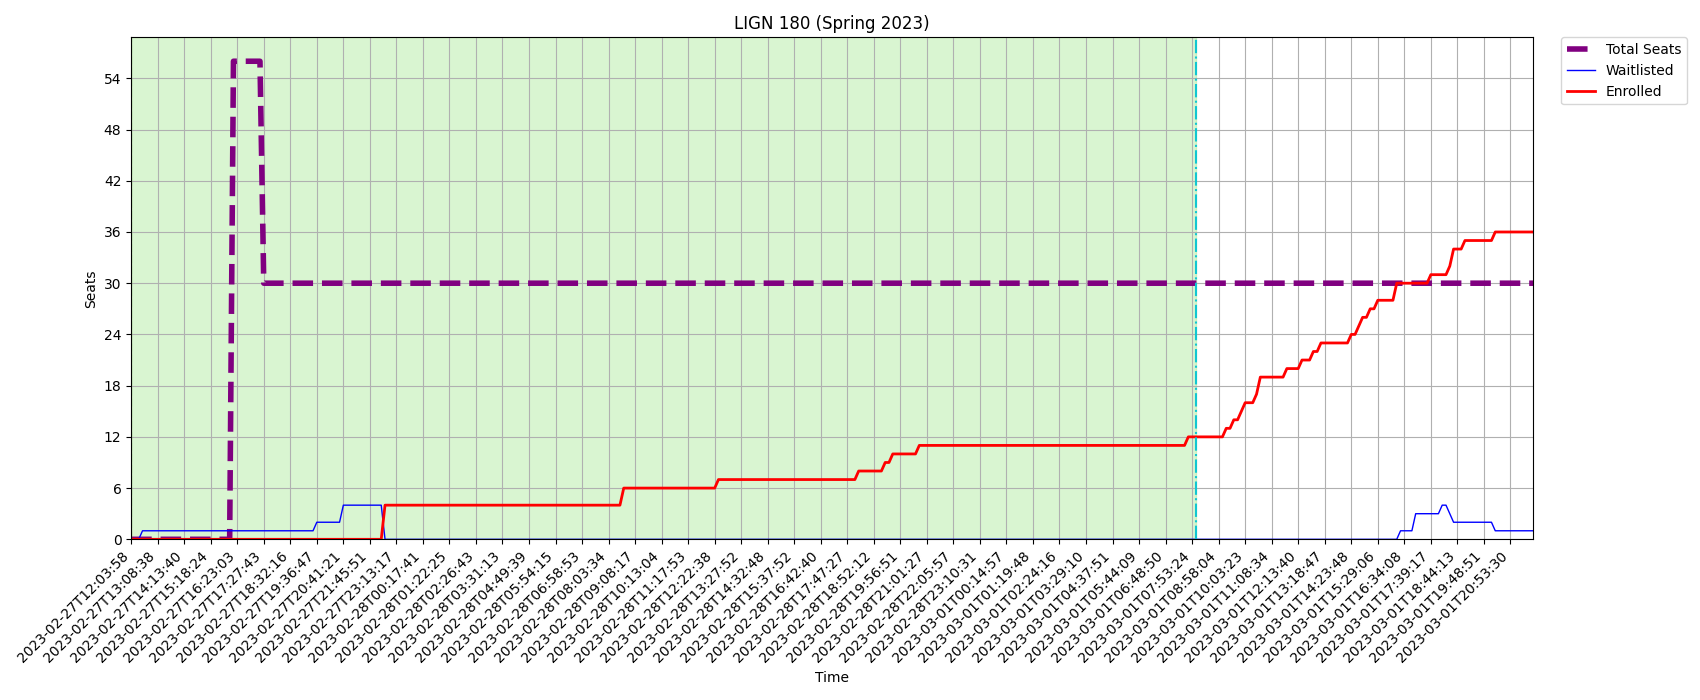 LIGN 180 (Spring 2023)
Total Seats
Waitlisted
Enrolled
Seats
54
48
42
36
30
24
18
12
6
0
2023-02-27T12:03:58
2023-02-27T13:08:38
2023-02-27T14:13:40
2023-02-27T15:18:24
2023-02-27T16:23:03
2023-02-27T17:27:43
2023-02-27T18:32:16
2023-02-27T19:36:47
2023-02-27T20:41:21
2023-02-27T21:45:51
2023-02-27T23:13:17
2023-02-28T00:17:41
2023-02-28T01:22:25
2023-02-28T02:26:43
2023-02-28T03:31:13
2023-02-28T04:49:39
2023-02-28T05:54:15
2023-02-28T06:58:53
2023-02-28T08:03:34
2023-02-28T09:08:17
2023-02-28T10:13:04
2023-02-28T11:17:53
2023-02-28T12:22:38
2023-02-28T13:27:52
2023-02-28T14:32:48
2023-02-28T15:37:52
2023-02-28T16:42:40
2023-02-28T17:47:27
2023-02-28T18:52:12
2023-02-28T19:56:51
2023-02-28T21:01:27
2023-02-28T22:05:57
2023-02-28T23:10:31
2023-03-01T00:14:57
2023-03-01T01:19:48
2023-03-01T02:24:16
2023-03-01T03:29:10
2023-03-01T04:37:51
2023-03-01T05:44:09
2023-03-01T06:48:50
2023-03-01T07:53:24
2023-03-01T08:58:04
2023-03-01T10:03:23
2023-03-01T11:08:34
2023-03-01T12:13:40
2023-03-01T13:18:47
2023-03-01T14:23:48
2023-03-01T15:29:06
2023-03-01T16:34:08
2023-03-01T17:39:17
2023-03-01T18:44:13
2023-03-01T19:48:51
2023-03-01T20:53:30
Time